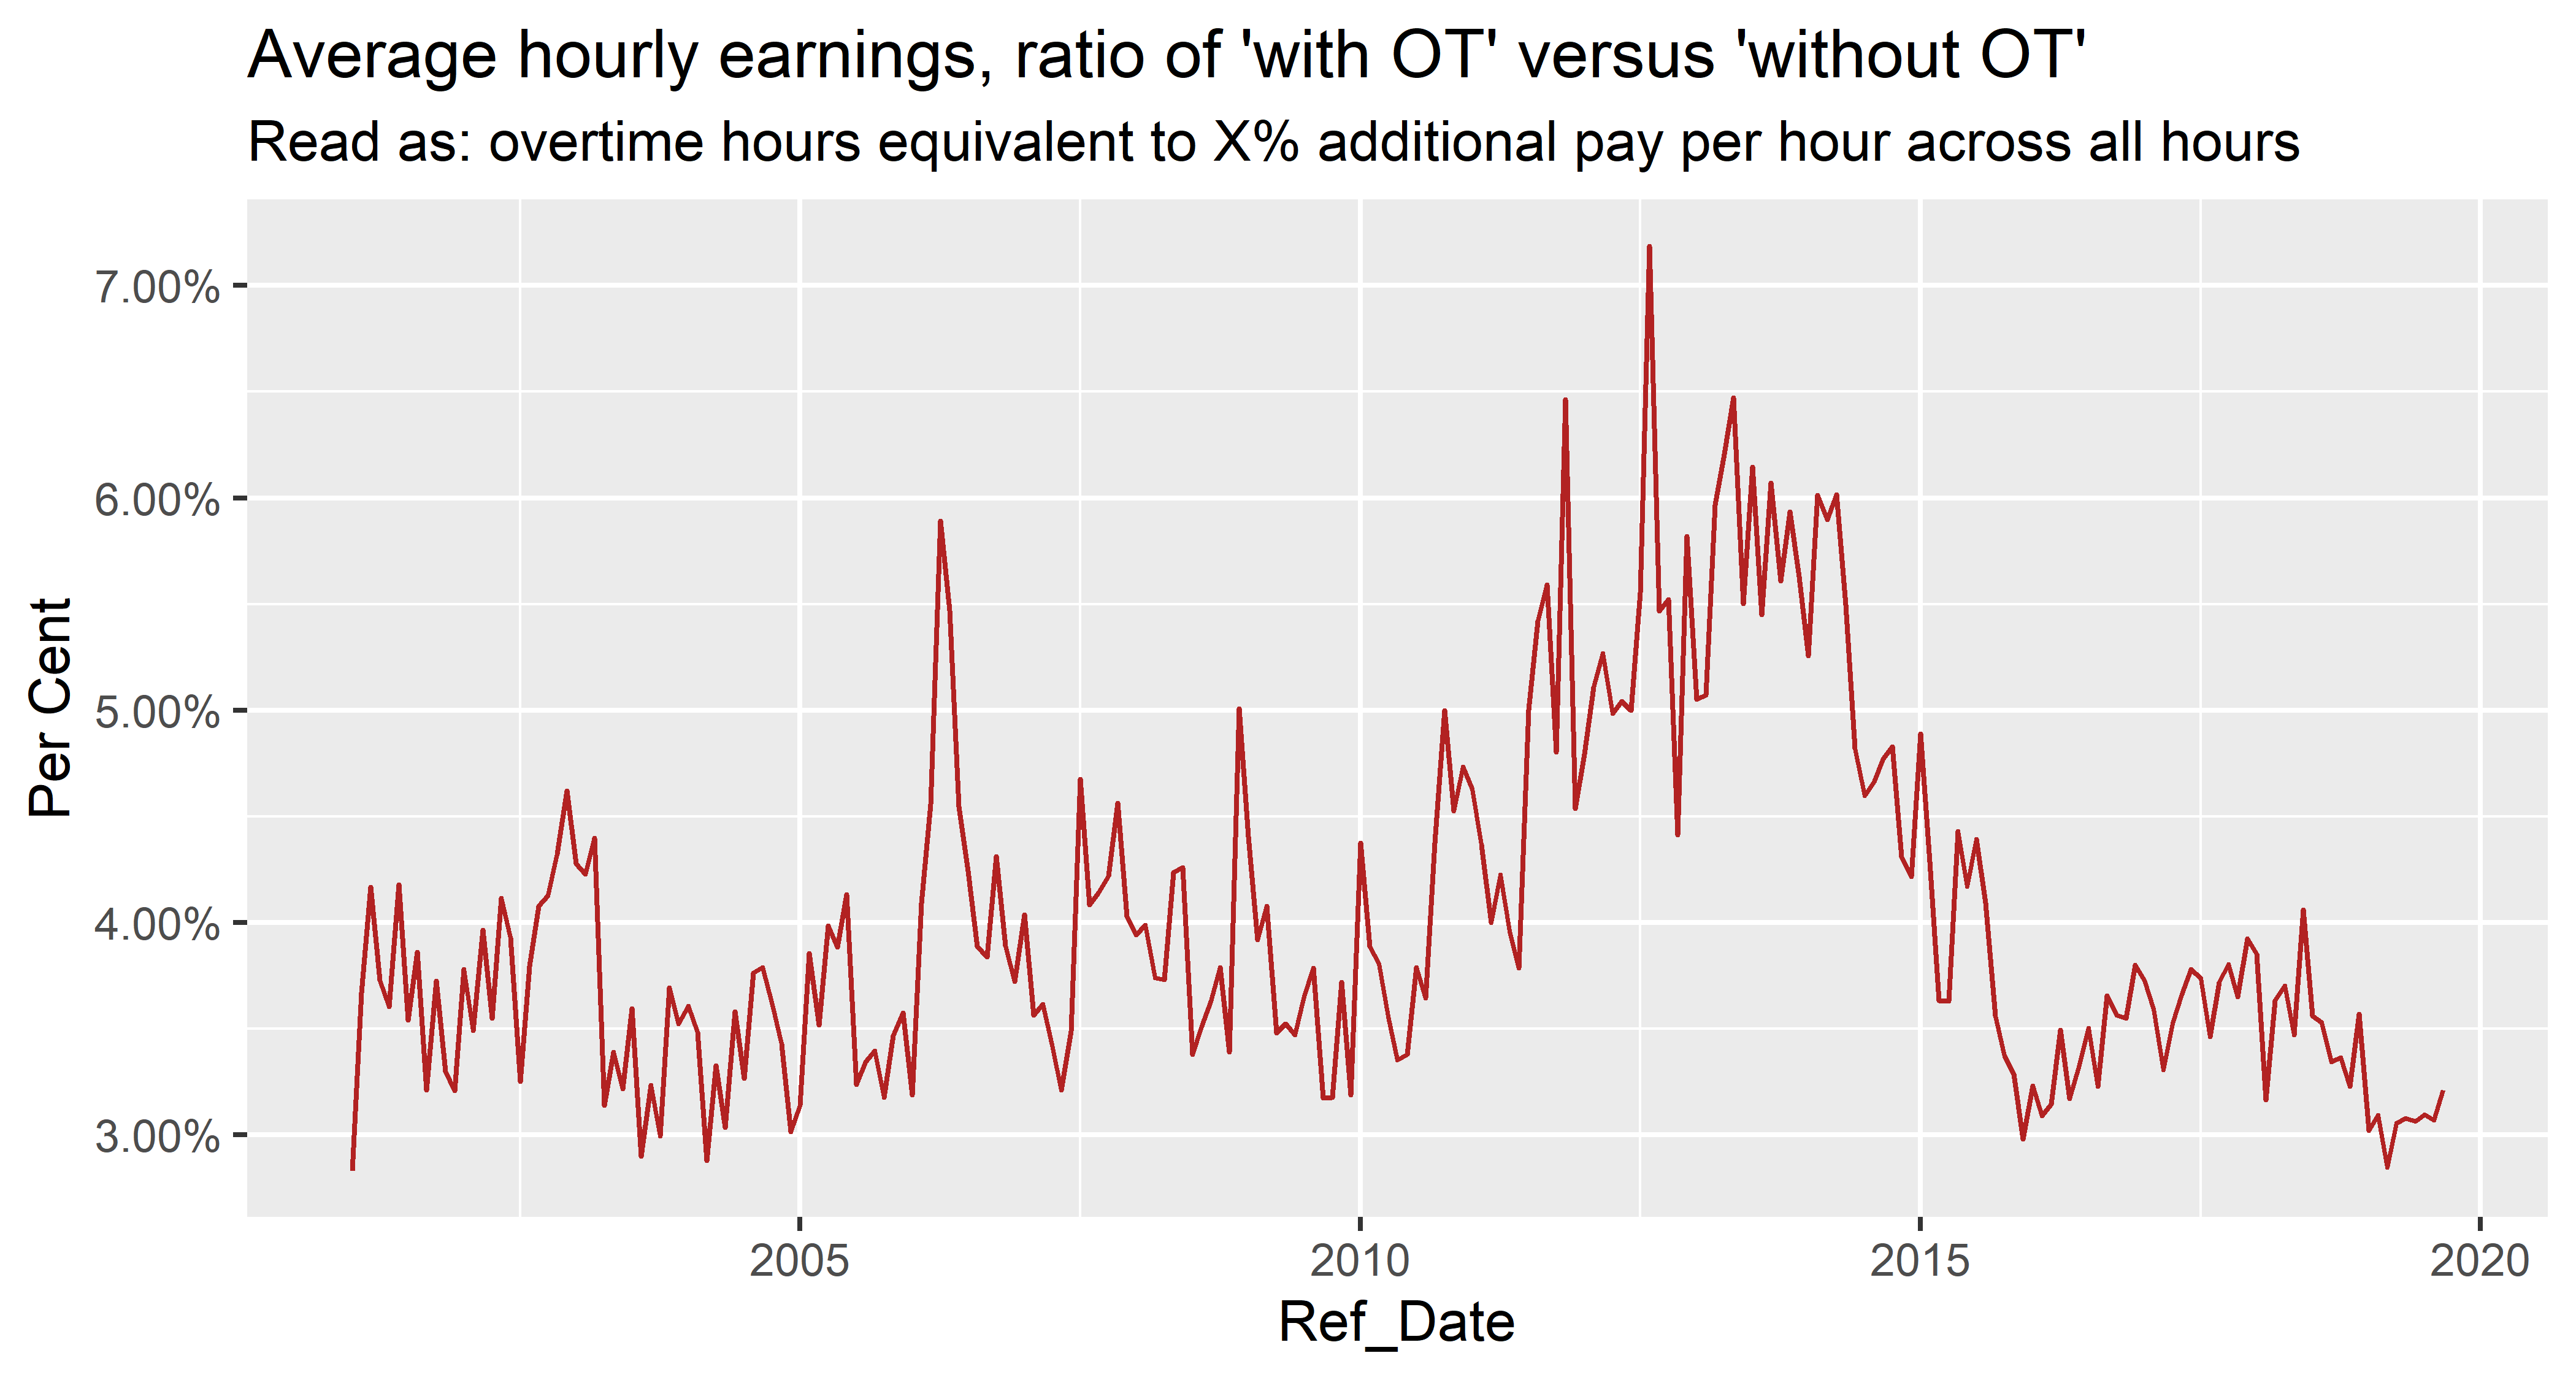 Average hourly earnings, ratio of 'with OT' versus 'without OT'
Read as: overtime hours equivalent to X% additional pay per hour across all hours
7.00%
6.00%
5.00%
4.00%
3.00%
Per Cent
2005
2010
2015
2020
Ref_Date